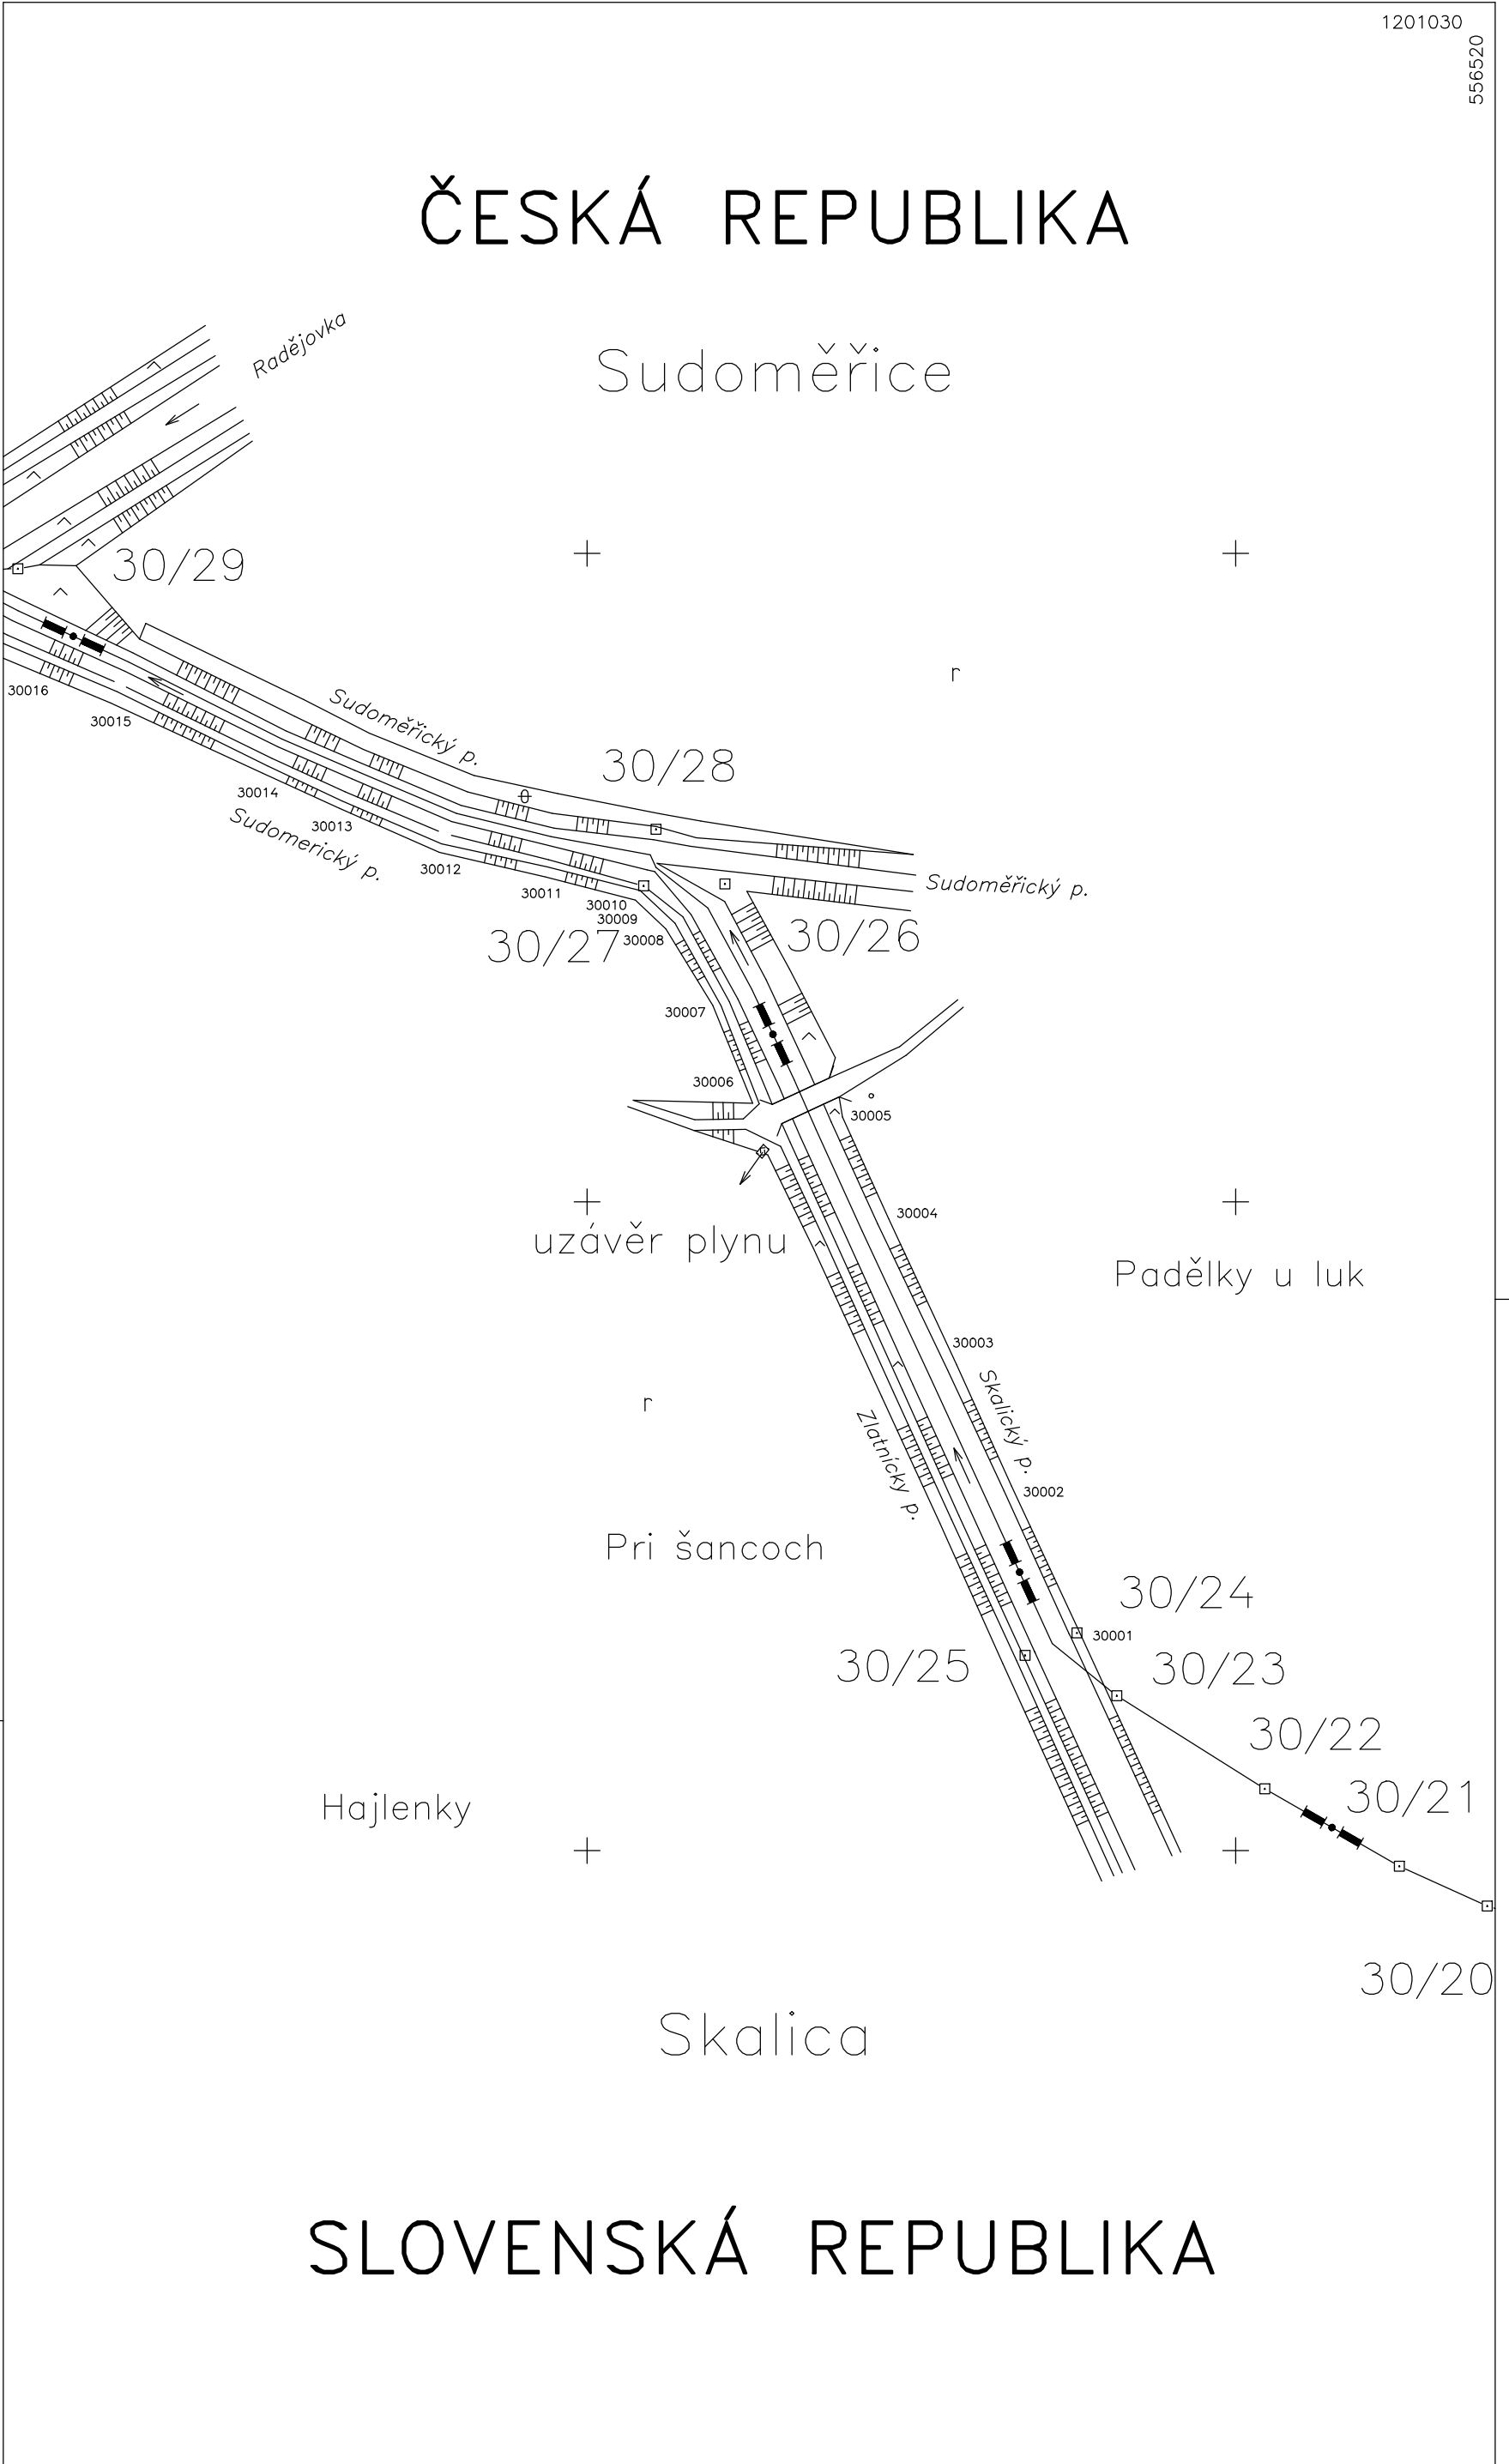 1201030
556520
ČESKÁ REPUBLIKA
Radějovka
Sudoměřice
30/29
r
30016
30015
Sudoměřický p.
30/28
30014
30013
Sudomerický p.
30012
30011
30010
30009
30008
Sudoměřický p.
30/27
30/26
30007
30006
30005
30004
uzávěr plynu
Padělky u luk
30003
Skalický p.
r
Zlatnícky p.
30002
Pri šancoch
30/24
30001
30/25
30/23
30/22
30/21
Hajlenky
30/20
Skalica
SLOVENSKÁ REPUBLIKA